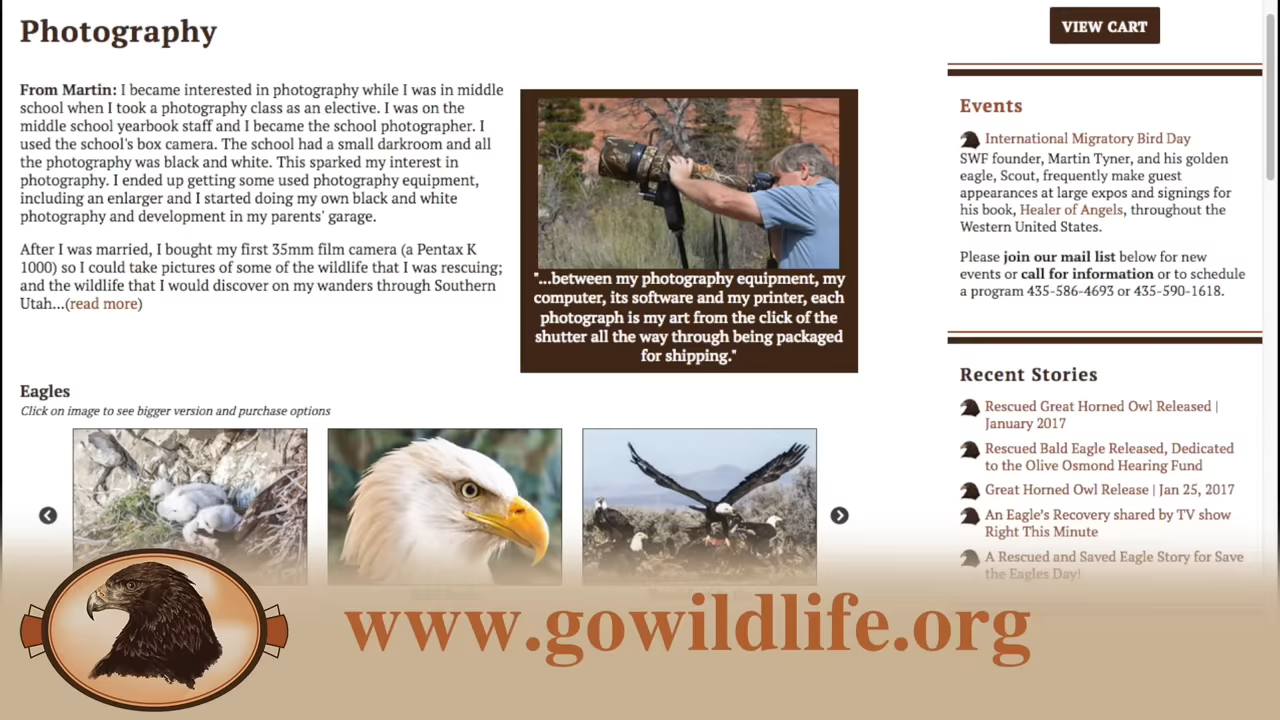 Photography
From Martin: I became interested in photography while I was in middle
school when I took a photography class as an elective. I was on the
middle school yearbook staff and I became the school photographer. I
used the school's box camera. The school had a small darkroom and all
the photography was black and white. This sparked my interest in
photography. I ended up getting some used photography equipment,
including an enlarger and I started doing my own black and white
photography and development in my parents' garage.
After I was married, I bought my first 35mm film camera (a Pentax K
1000) so I could take pictures of some of the wildlife that I was rescuing;
and the wildlife that I would discover on my wanders through Southern
Utah...(read more)
"...between my photography equipment, my
computer, its software and my printer, each
photograph is my art from the click of the
shutter all the way through being packaged
for shipping."
Eagles
Click on image to see bigger version and purchase options
VIEW CART
Events
International Migratory Bird Day
SWF founder, Martin Tyner, and his golden
eagle, Scout, frequently make guest
appearances at large expos and signings for
his book, Healer of Angels, throughout the
Western United States.
Please join our mail list below for new
events or call for information or to schedule
a program 435-586-4693 or 435-590-1618.
Recent Stories
Rescued Great Horned Owl Released |
January 2017
Rescued Bald Eagle Released, Dedicated
to the Olive Osmond Hearing Fund
Great Horned Owl Release | Jan 25, 2017
An Eagle's Recovery shared by TV show
Right This Minute
A Rescued and Saved Eagle Story for Save
the Eagles Day!
www.gowildlife.org